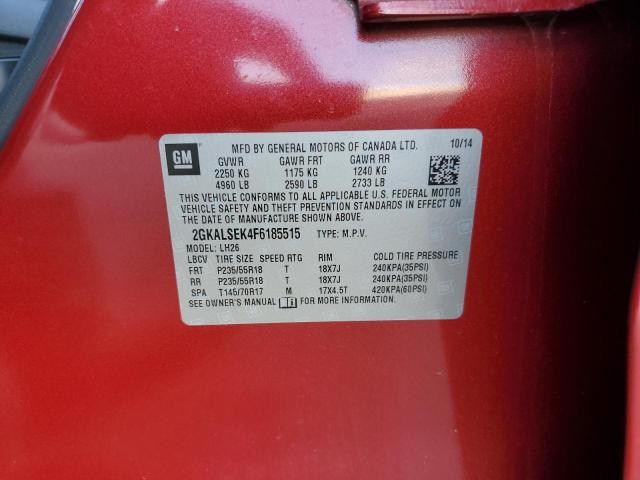 GM
MFD BY GENERAL MOTORS OF CANADA LTD. 10/14
GVWR GAWR FRT GAWR RR
2250 KG 1175 KG 1240 KG
4960 LB 2590 LB 2733 LB
THIS VEHICLE CONFORMS TO ALL APPLICABLE U.S. FEDERAL MOTOR
VEHICLE SAFETY AND THEFT PREVENTION STANDARDS IN EFFECT ON THE
DATE OF MANUFACTURE SHOWN ABOVE.
2GKALSEK4F6185515 TYPE: M.P.V.
MODEL: LH26
LBCV TIRE SIZE SPEED RTG RIM COLD TIRE PRESSURE
FRT P235/55R18 T 18X7J 240KPA(35PSI)
RR P235/55R18 T 18X7J 240KPA(35PSI)
SPA T145/70R17 M 17X4.5T 420KPA(60PSI)
SEE OWNER'S MANUAL FOR MORE INFORMATION.